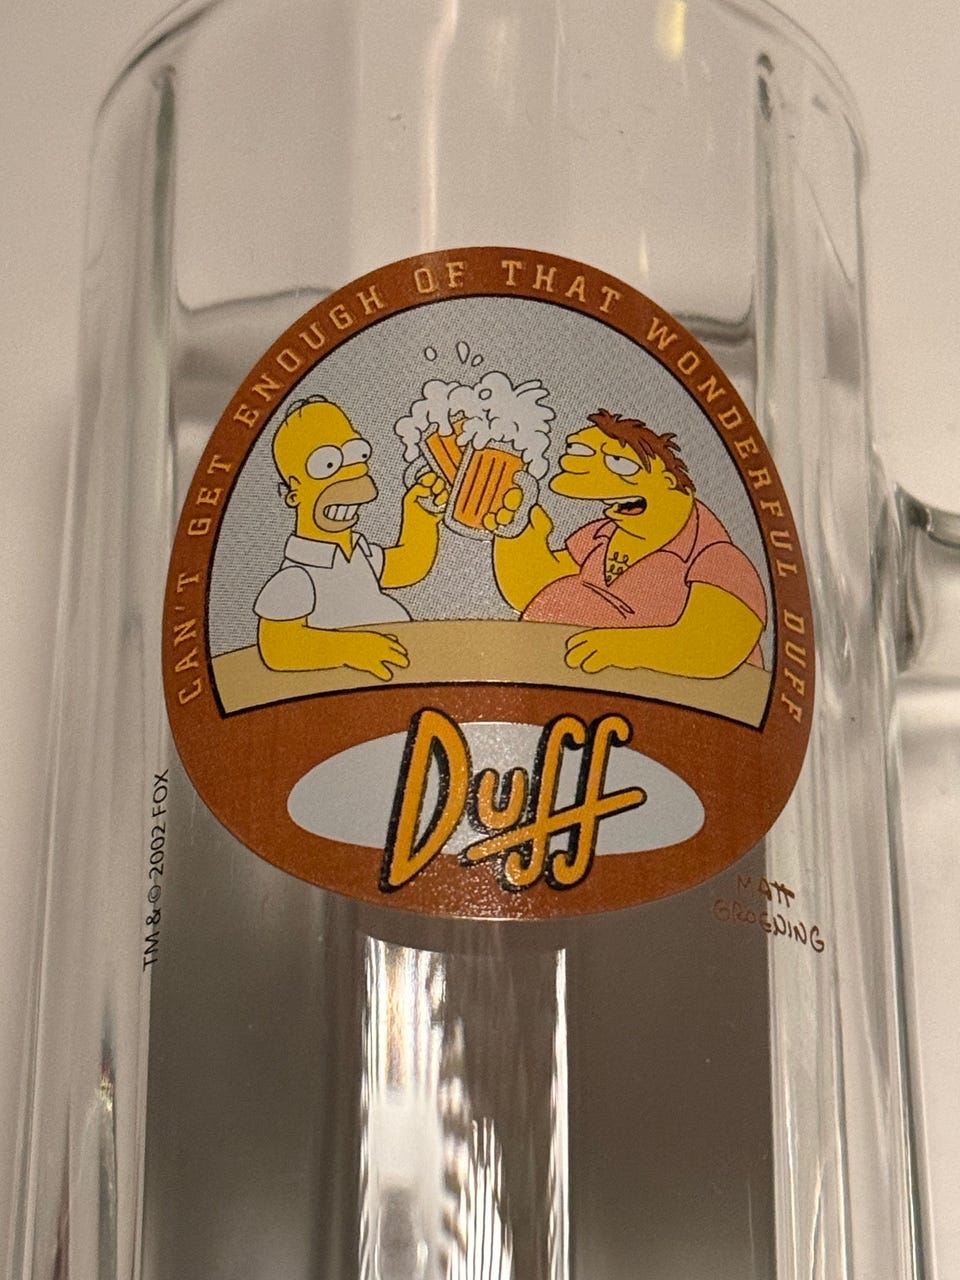 CAN'T GET ENOUGH OF THAT WONDERFUL DUFF
Duff
TM & © 2002 FOX
MATT
GROENING